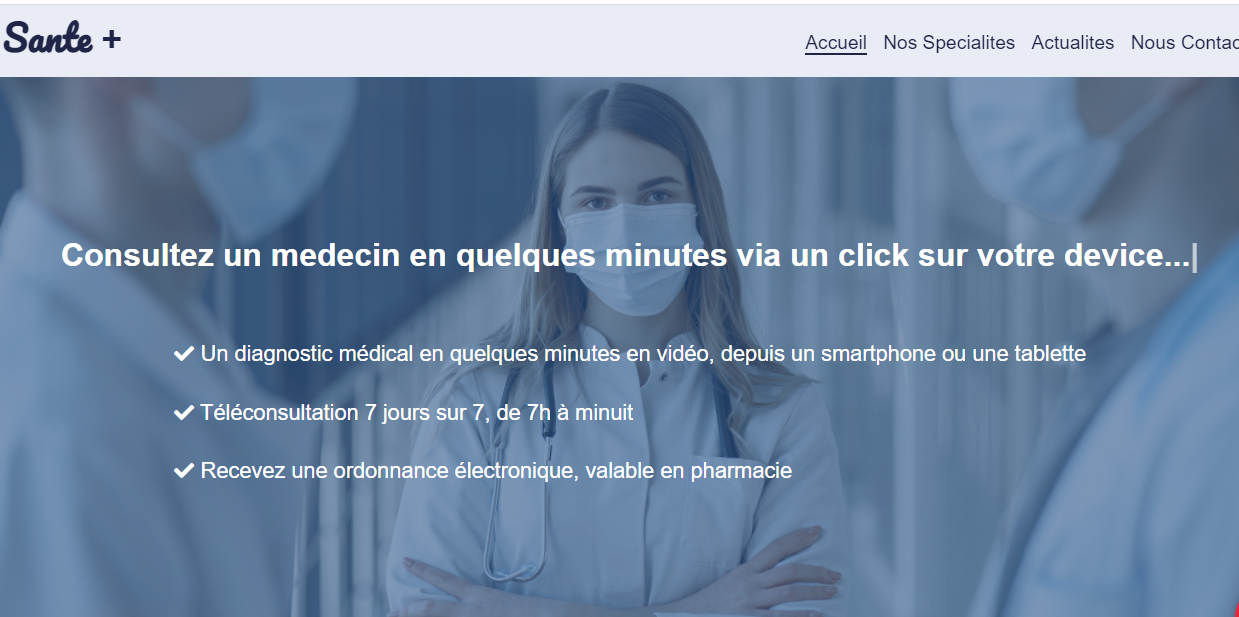 Sante +
Accueil Nos Specialites Actualites Nous Contac
Consultez un medecin en quelques minutes via un click sur votre device...|
Un diagnostic médical en quelques minutes en vidéo, depuis un smartphone ou une tablette
Téléconsultation 7 jours sur 7, de 7h à minuit
Recevez une ordonnance électronique, valable en pharmacie